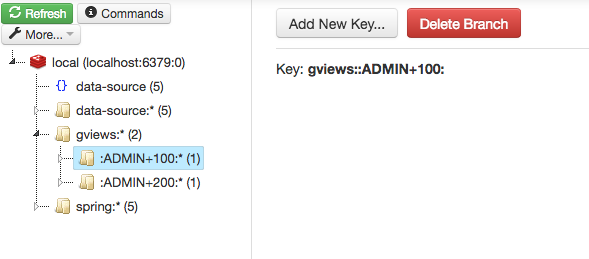 Refresh
Commands
More...
local (localhost:6379:0)
{} data-source (5)
data-source:* (5)
gviews:* (2)
:ADMIN+100:* (1)
:ADMIN+200:* (1)
spring:* (5)
Add New Key...
Delete Branch
Key: gviews::ADMIN+100: